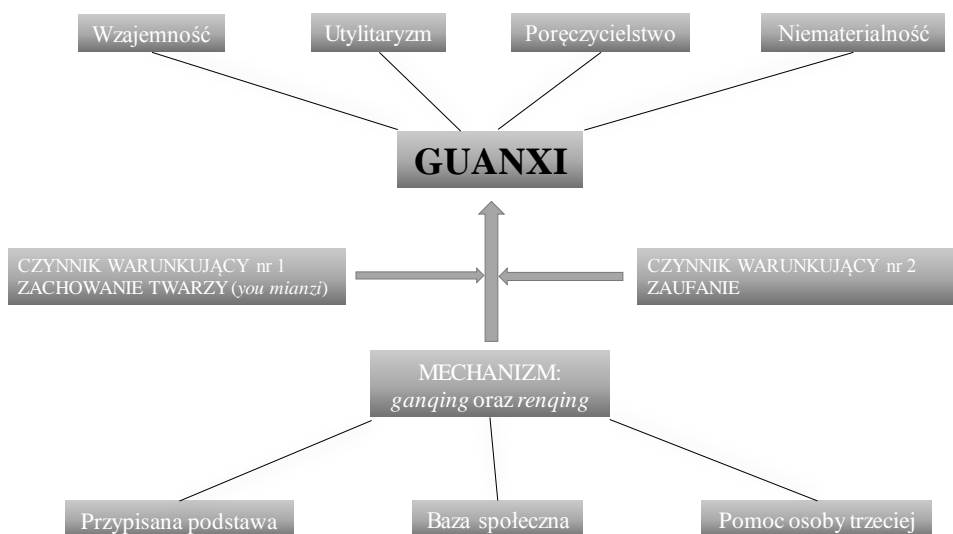 Wzajemność
Utylitaryzm
Poręczycielstwo
Niematerialność
GUANXI
CZYNNIK WARUNKUJĄCY nr 1
ZACHOWANIE TWARZY (you mianzi)
CZYNNIK WARUNKUJĄCY nr 2
ZAUFANIE
MECHANIZM:
ganqing oraz renqing
Przypisana podstawa
Baza społeczna
Pomoc osoby trzeciej